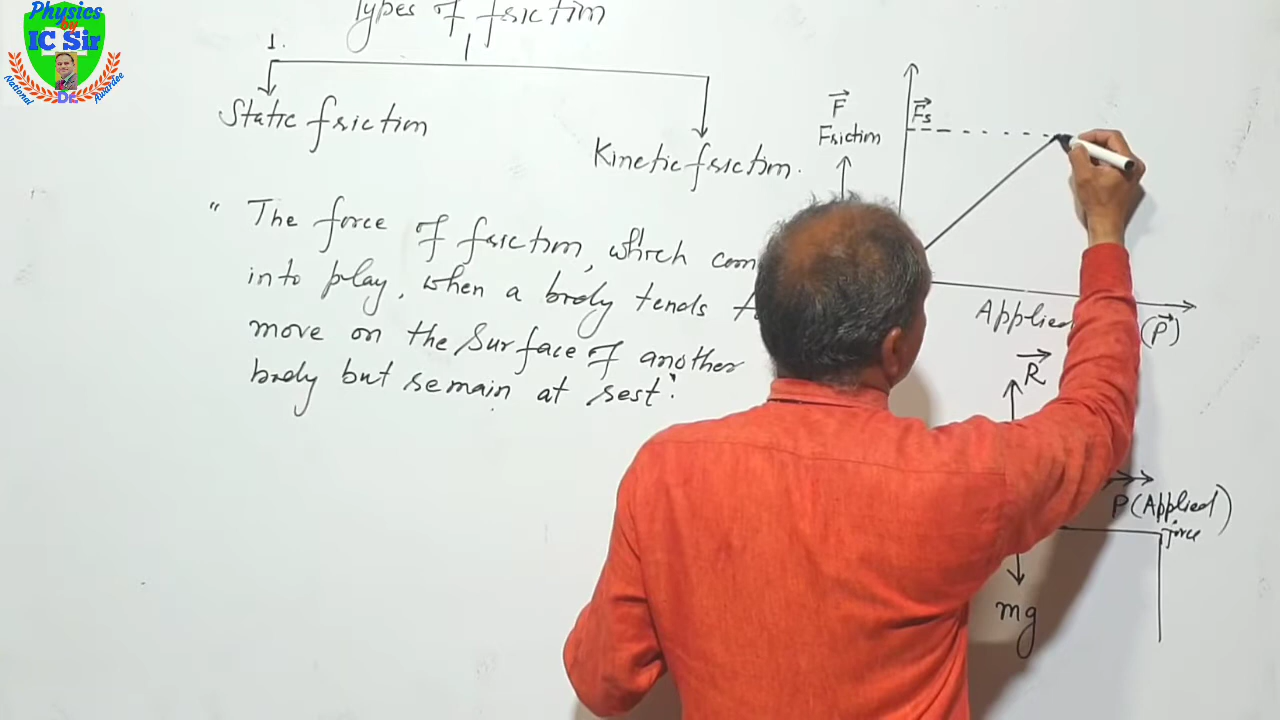 Physics
by
IC Sir
National
Awardee
Types of friction
1.
Static friction
Kinetic friction.
" The force of friction, which com
into play, when a body tends t
move on the surface of another
body but remain at rest".
F
Friction
Fs
Applied
(P)
R
P (Applied)
force
mg